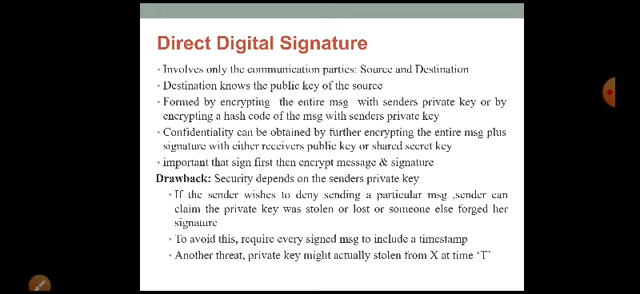 Direct Digital Signature
• Involves only the communication parties: Source and Destination
• Destination knows the public key of the source
• Formed by encrypting the entire msg with senders private key or by
encrypting a hash code of the msg with senders private key
• Confidentiality can be obtained by further encrypting the entire msg plus
signature with either receivers public key or shared secret key
• important that sign first then encrypt message & signature
Drawback: Security depends on the senders private key
• If the sender wishes to deny sending a particular msg ,sender can
claim the private key was stolen or lost or someone else forged her
signature
• To avoid this, require every signed msg to include a timestamp
• Another threat, private key might actually stolen from X at time ‘T’